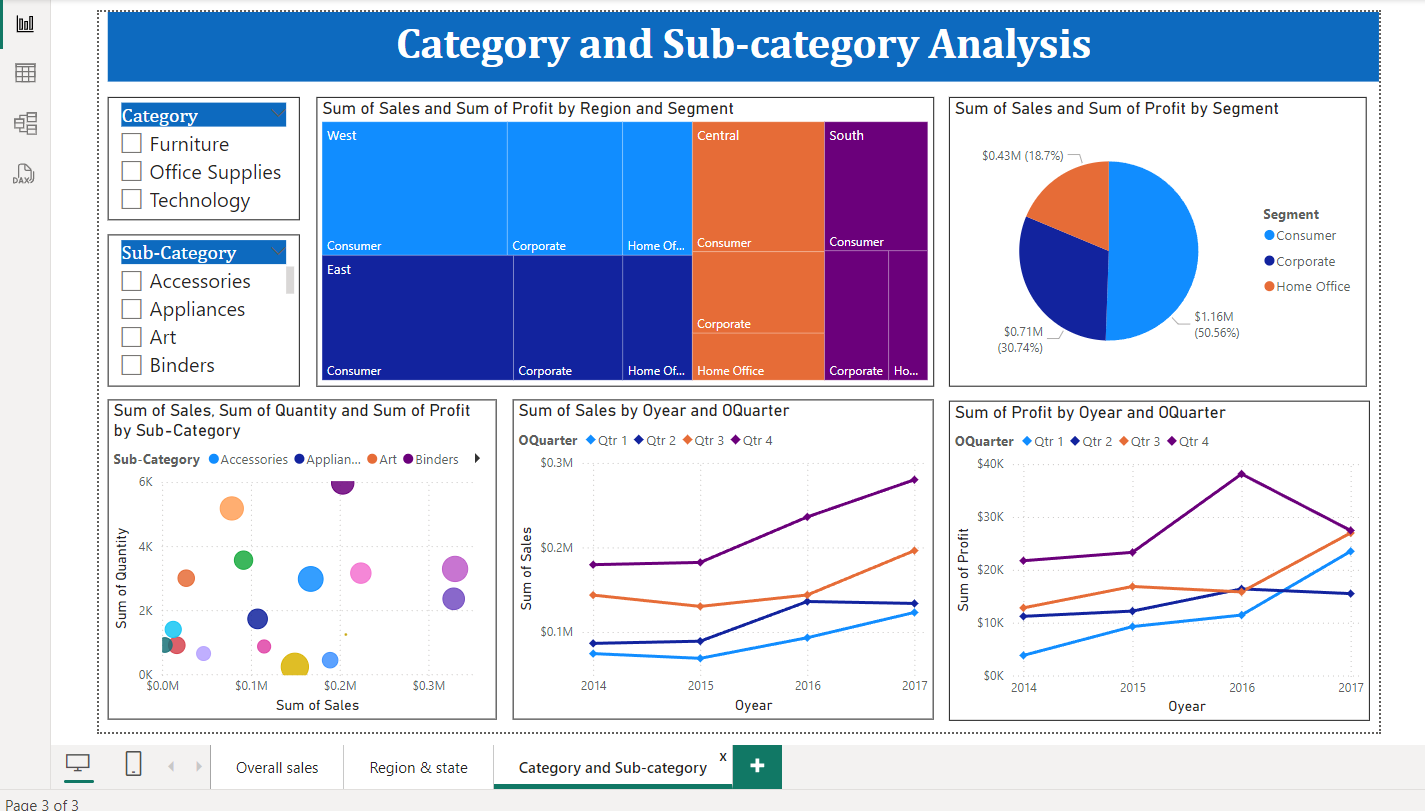 Category and Sub-category Analysis
DAX
Category
Furniture
Office Supplies
Technology
Sub-Category
Accessories
Appliances
Art
Binders
Sum of Sales and Sum of Profit by Region and Segment
West
Consumer
Corporate
Home Of...
East
Consumer
Corporate
Home Of...
Central
Consumer
Corporate
Home Office
South
Consumer
Corporate
Ho...
Sum of Sales and Sum of Profit by Segment
$0.43M (18.7%)
$0.71M
(30.74%)
$1.16M
(50.56%)
Segment
Consumer
Corporate
Home Office
Sum of Sales, Sum of Quantity and Sum of Profit
by Sub-Category
Sub-Category Accessories Applian... Art Binders
6K
4K
2K
0K
Sum of Quantity
$0.0M $0.1M $0.2M $0.3M
Sum of Sales
Sum of Sales by Oyear and OQuarter
OQuarter Qtr 1 Qtr 2 Qtr 3 Qtr 4
$0.3M
$0.2M
$0.1M
Sum of Sales
2014 2015 2016 2017
Oyear
Sum of Profit by Oyear and OQuarter
OQuarter Qtr 1 Qtr 2 Qtr 3 Qtr 4
$40K
$30K
$20K
$10K
$0K
Sum of Profit
2014 2015 2016 2017
Oyear
Overall sales
Region & state
Category and Sub-category
x
+
Page 3 of 3